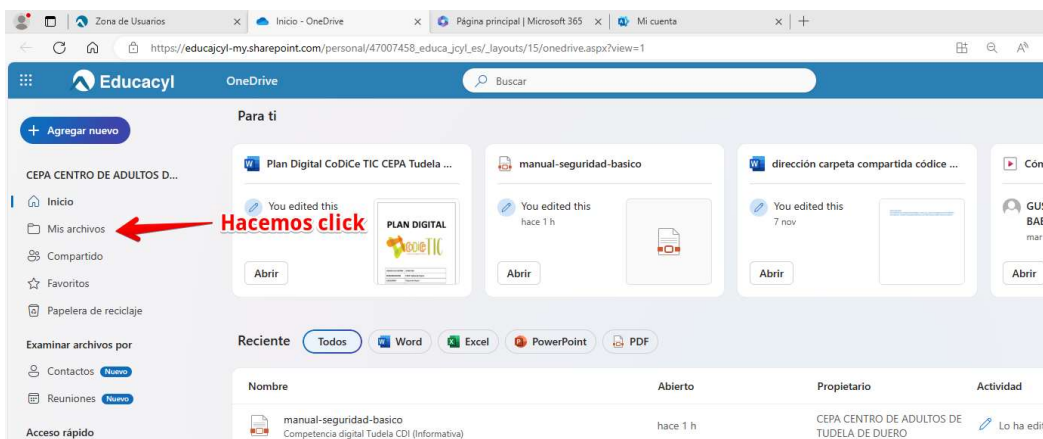 Zona de Usuarios
Inicio - OneDrive
Página principal | Microsoft 365
Mi cuenta
https://educajcyl-my.sharepoint.com/personal/47007458_educa_jcyl_es/_layouts/15/onedrive.aspx?view=1
Educacyl
OneDrive
Buscar
+ Agregar nuevo
CEPA CENTRO DE ADULTOS D...
Inicio
Mis archivos
Compartido
Favoritos
Papelera de reciclaje
Examinar archivos por
Contactos Nuevo
Reuniones Nuevo
Acceso rápido
Hacemos click
Para ti
Plan Digital CoDiCe TIC CEPA Tudela ...
You edited this
PLAN DIGITAL
Abrir
manual-seguridad-basico
You edited this
hace 1 h
Abrir
dirección carpeta compartida códice ...
You edited this
7 nov
Abrir
Abrir
Reciente
Todos
Word
Excel
PowerPoint
PDF
Nombre Abierto Propietario Actividad
manual-seguridad-basico
Competencia digital Tudela CDI (Informativa)
hace 1 h
CEPA CENTRO DE ADULTOS DE
TUDELA DE DUERO
Lo ha edi